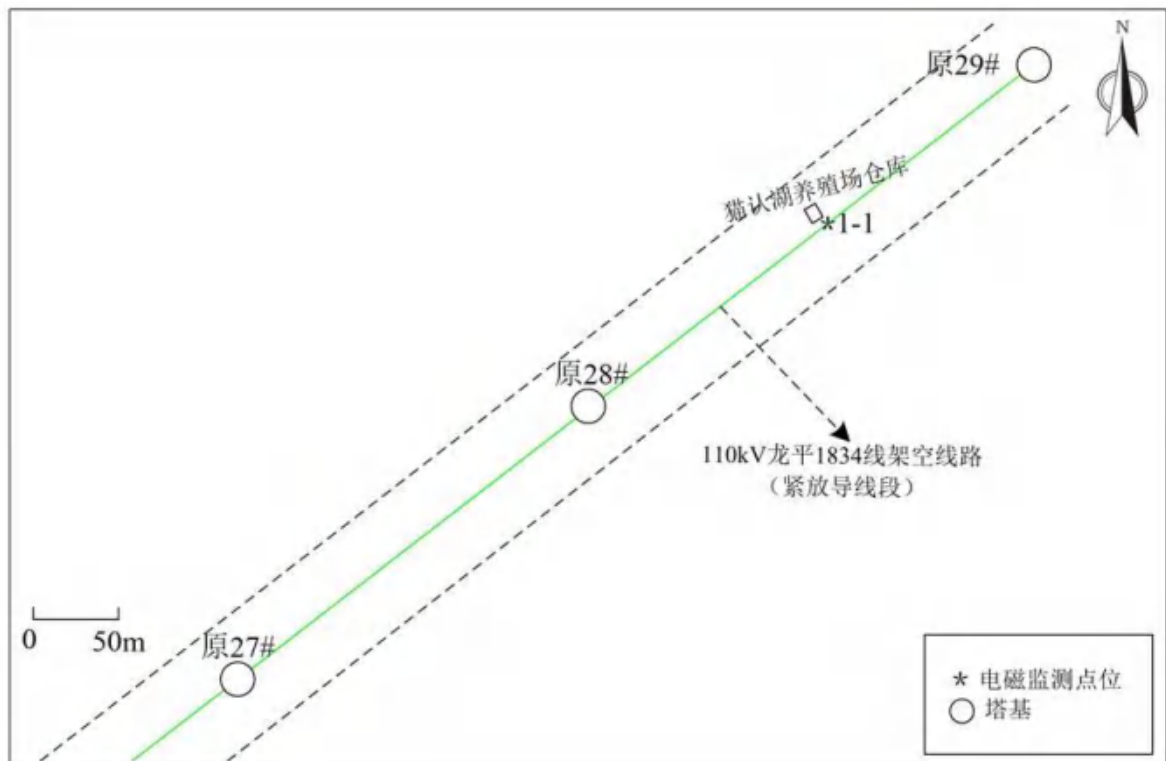 N
原29#
猫认湖养殖场仓库
*1-1
原28#
110kV龙平1834线架空线路
（紧放导线段）
0 50m
原27#
* 电磁监测点位
塔基